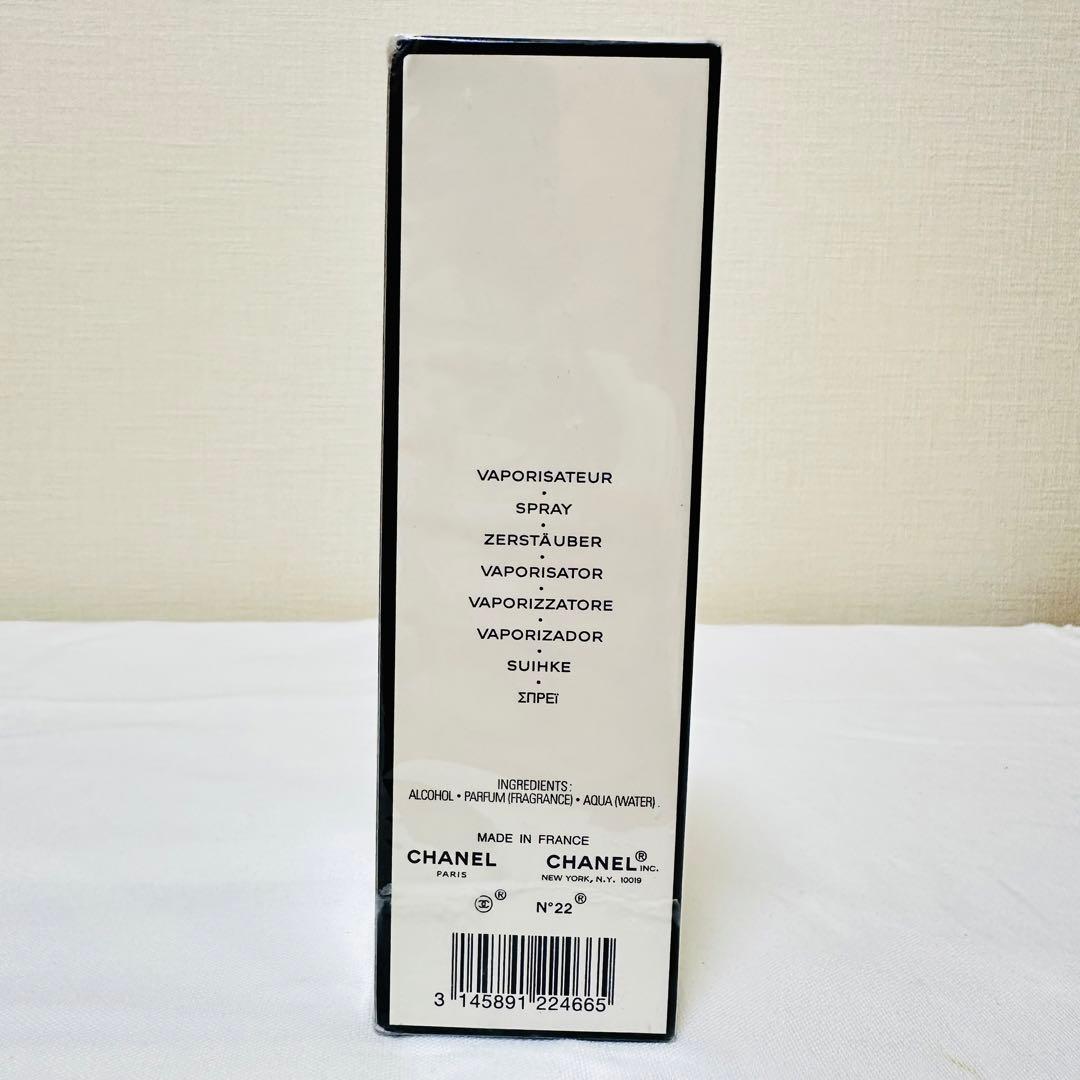 VAPORISATEUR
•
SPRAY
•
ZERSTÄUBER
•
VAPORISATOR
•
VAPORIZZATORE
•
VAPORIZADOR
•
SUIHKE
•
ΣΠΡΕΪ
INGREDIENTS:
ALCOHOL • PARFUM (FRAGRANCE) • AQUA (WATER).
MADE IN FRANCE
CHANEL CHANEL® INC.
PARIS NEW YORK, N.Y. 10019
® N°22®
3 145891 224665